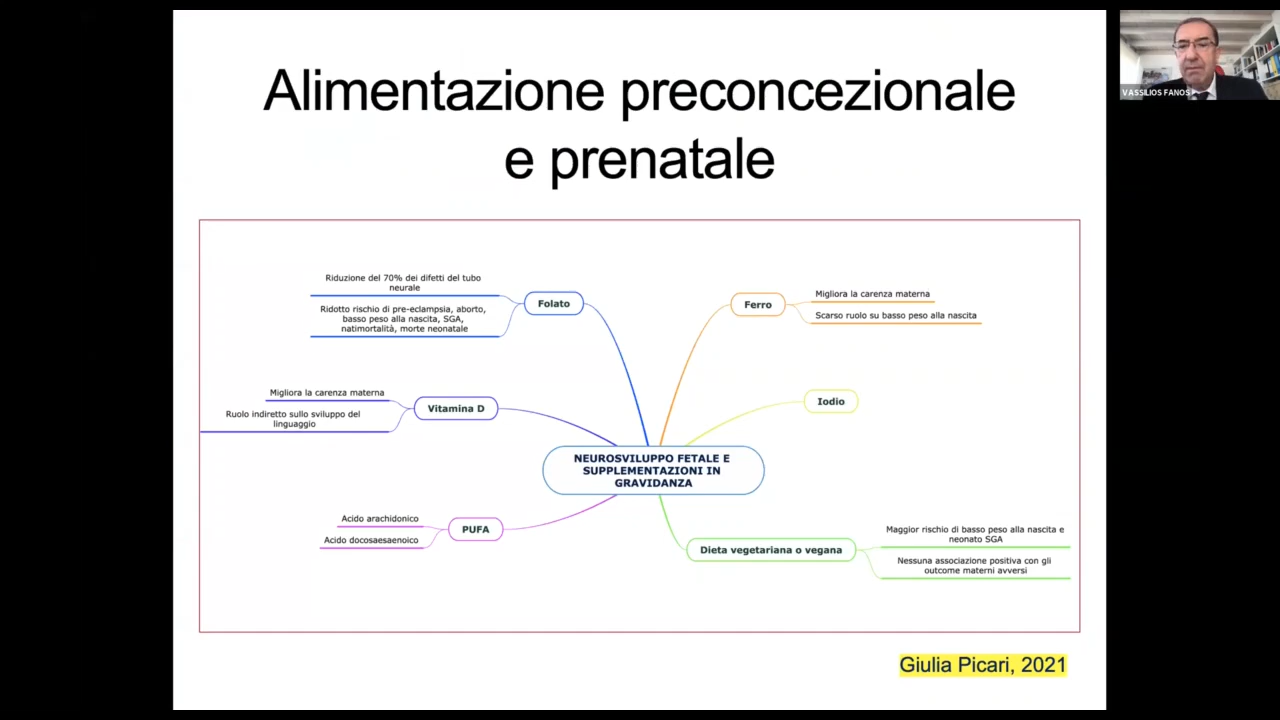 Alimentazione preconcezionale
e prenatale
VASSILIOS FANOS
Riduzione del 70% dei difetti del tubo
neurale
Ridotto rischio di pre-eclampsia, aborto,
basso peso alla nascita, SGA,
natimortalità, morte neonatale
Folato
Ferro
Migliora la carenza materna
Scarso ruolo su basso peso alla nascita
Migliora la carenza materna
Ruolo indiretto sullo sviluppo del
linguaggio
Vitamina D
Iodio
NEUROSVILUPPO FETALE E
SUPPLEMENTAZIONI IN
GRAVIDANZA
Acido arachidonico
Acido docosaesaenoico
PUFA
Dieta vegetariana o vegana
Maggior rischio di basso peso alla nascita e
neonato SGA
Nessuna associazione positiva con gli
outcome materni avversi
Giulia Picari, 2021